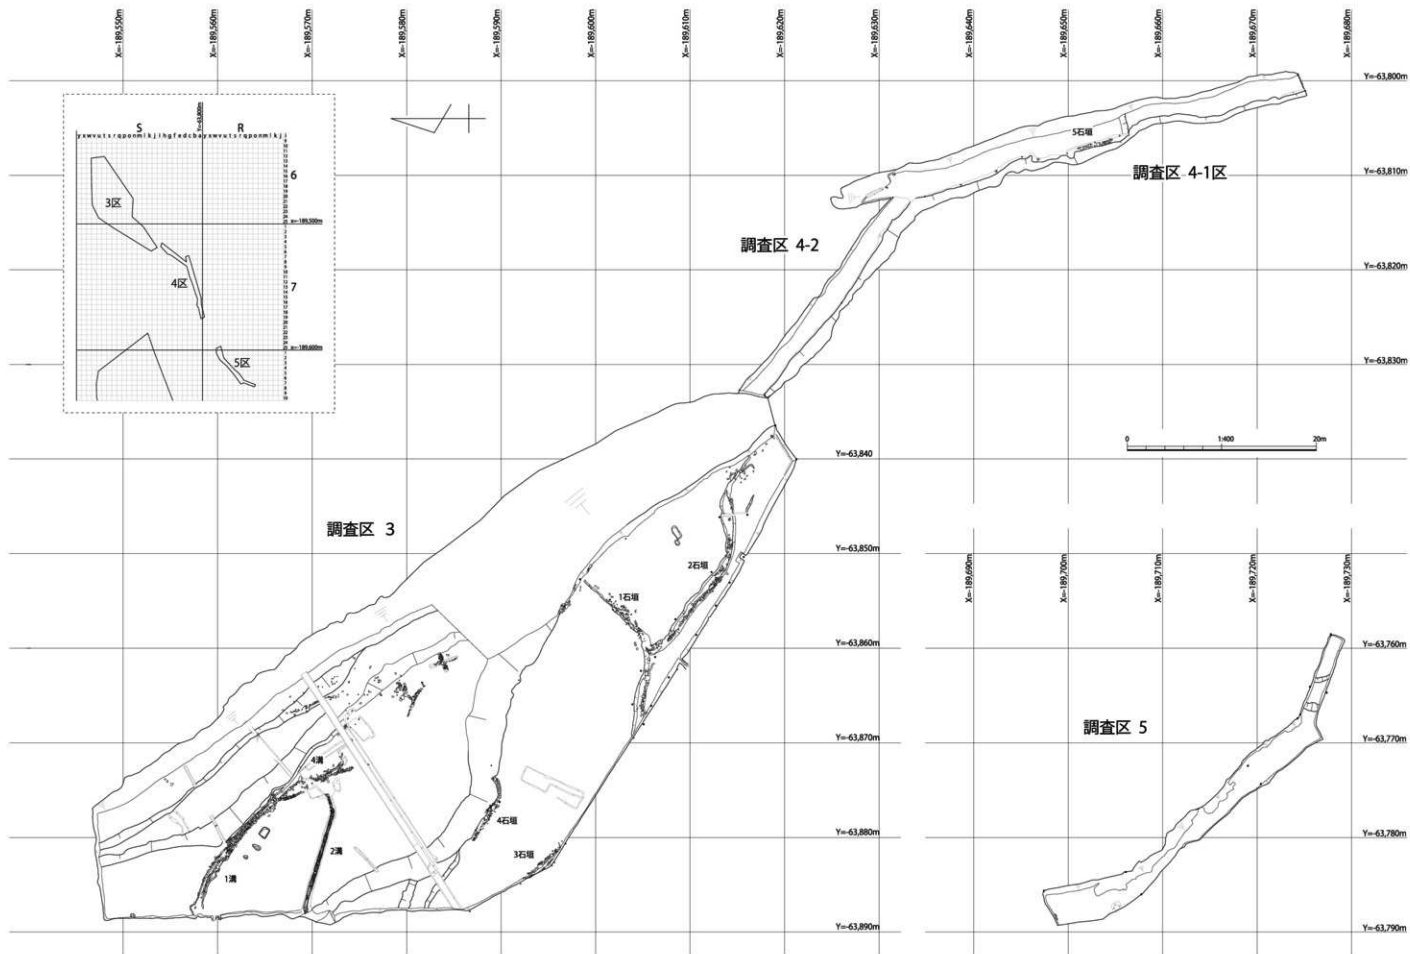 X=-189,550m
X=-189,560m
X=-189,570m
X=-189,580m
X=-189,590m
X=-189,600m
X=-189,610m
X=-189,620m
X=-189,630m
X=-189,640m
X=-189,650m
X=-189,660m
X=-189,670m
X=-189,680m
Y=-63,800m
Y=-63,800m
S R
y x w v u t s r q p o n m l k j i h g f e d c b a y x w v u t s r q p o n m l k j i
3区
6
X=-189,500m
4区
7
X=-189,600m
5区
5石垣
調査区 4-1区
Y=-63,810m
調査区 4-2
Y=-63,820m
Y=-63,830m
0 1:400 20m
Y=-63,840
調査区 3
Y=-63,850m
2石垣
1石垣
Y=-63,860m
Y=-63,870m
4溝
4石垣
3石垣
2溝
1溝
Y=-63,880m
Y=-63,890m
X=-189,690m
X=-189,700m
X=-189,710m
X=-189,720m
X=-189,730m
Y=-63,760m
調査区 5
Y=-63,770m
Y=-63,780m
Y=-63,790m